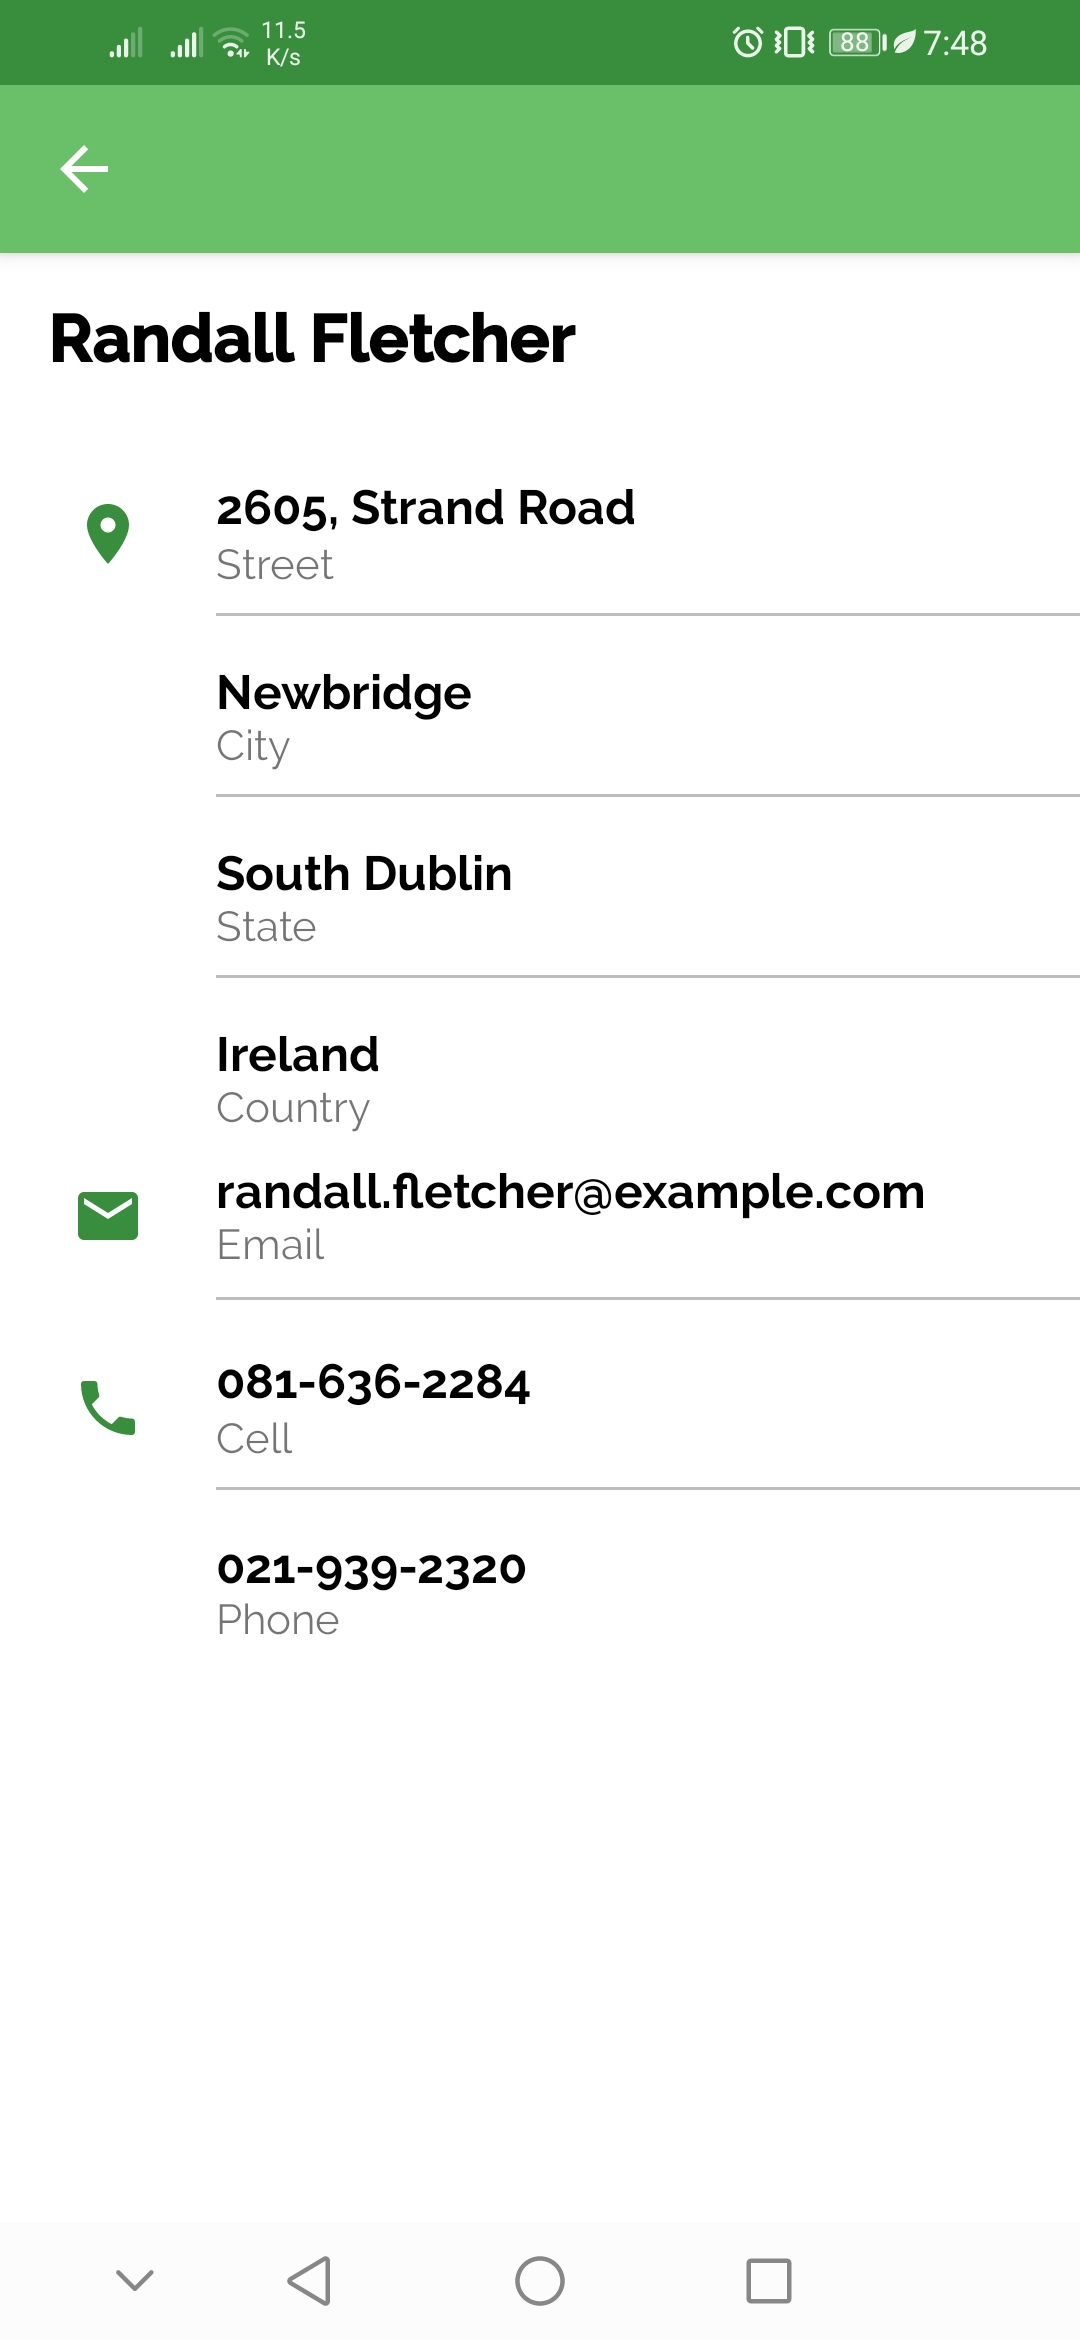 11.5
K/s
88
7:48
Randall Fletcher
2605, Strand Road
Street
Newbridge
City
South Dublin
State
Ireland
Country
randall.fletcher@example.com
Email
081-636-2284
Cell
021-939-2320
Phone